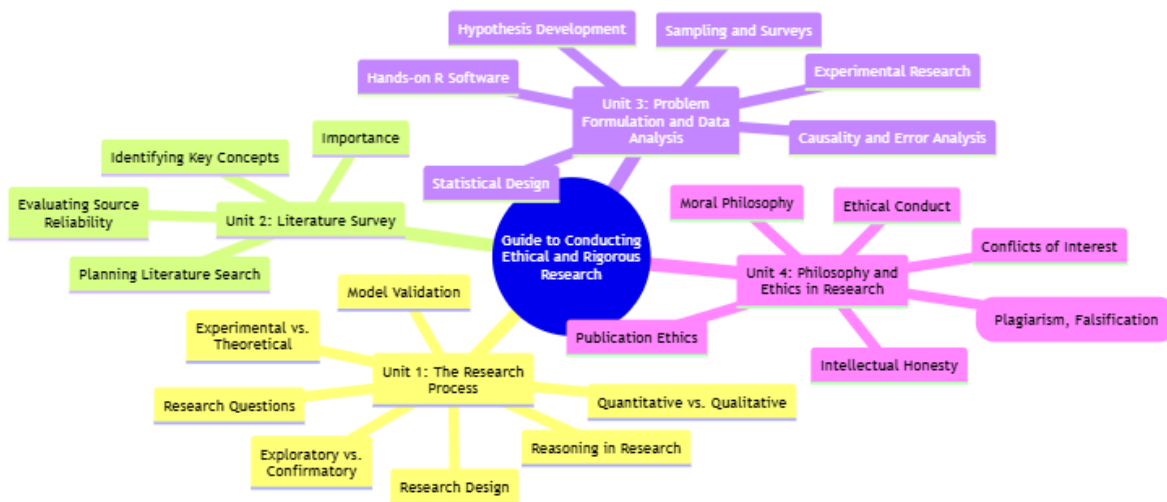 Hypothesis Development
Sampling and Surveys
Hands-on R Software
Experimental Research
Unit 3: Problem
Formulation and Data
Analysis
Causality and Error Analysis
Statistical Design
Importance
Identifying Key Concepts
Evaluating Source
Reliability
Unit 2: Literature Survey
Planning Literature Search
Guide to Conducting
Ethical and Rigorous
Research
Moral Philosophy
Ethical Conduct
Conflicts of Interest
Unit 4: Philosophy and
Ethics in Research
Plagiarism, Falsification
Publication Ethics
Intellectual Honesty
Model Validation
Experimental vs.
Theoretical
Unit 1: The Research
Process
Research Questions
Quantitative vs. Qualitative
Exploratory vs.
Confirmatory
Reasoning in Research
Research Design